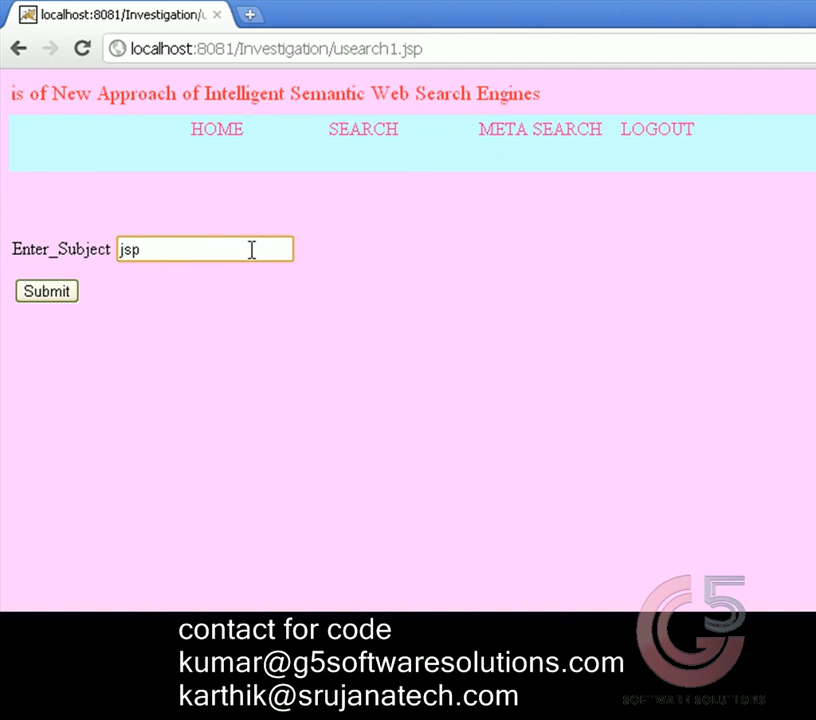 localhost:8081/Investigation/u
localhost:8081/Investigation/usearch1.jsp
is of New Approach of Intelligent Semantic Web Search Engines
HOME SEARCH META SEARCH LOGOUT
Enter_Subject jsp
Submit
G5
SOFTWARE SOLUTIONS
contact for code
kumar@g5softwaresolutions.com
karthik@srujanatech.com